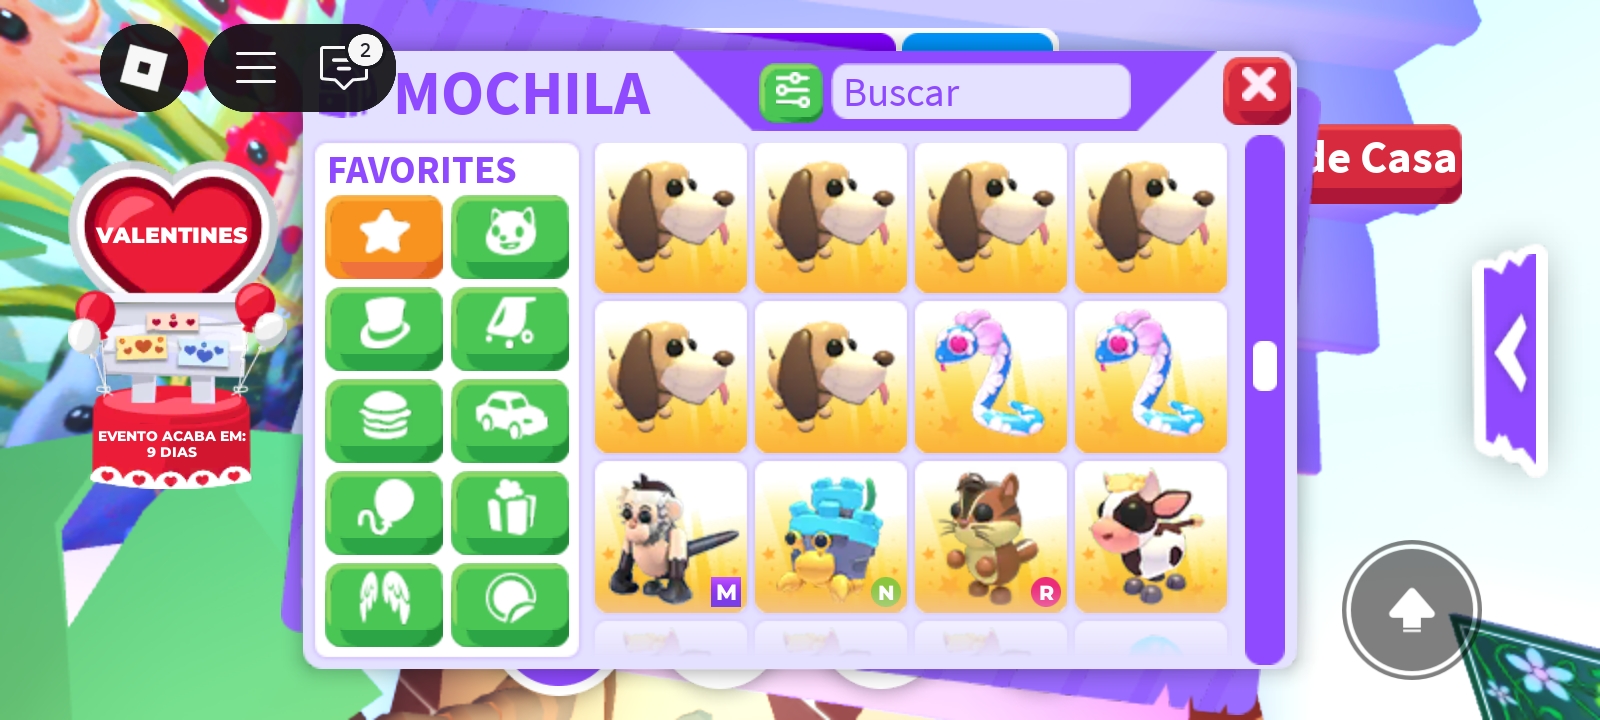 2
MOCHILA
Buscar
FAVORITES
de Casa
VALENTINES
EVENTO ACABA EM:
9 DIAS
M
N
R